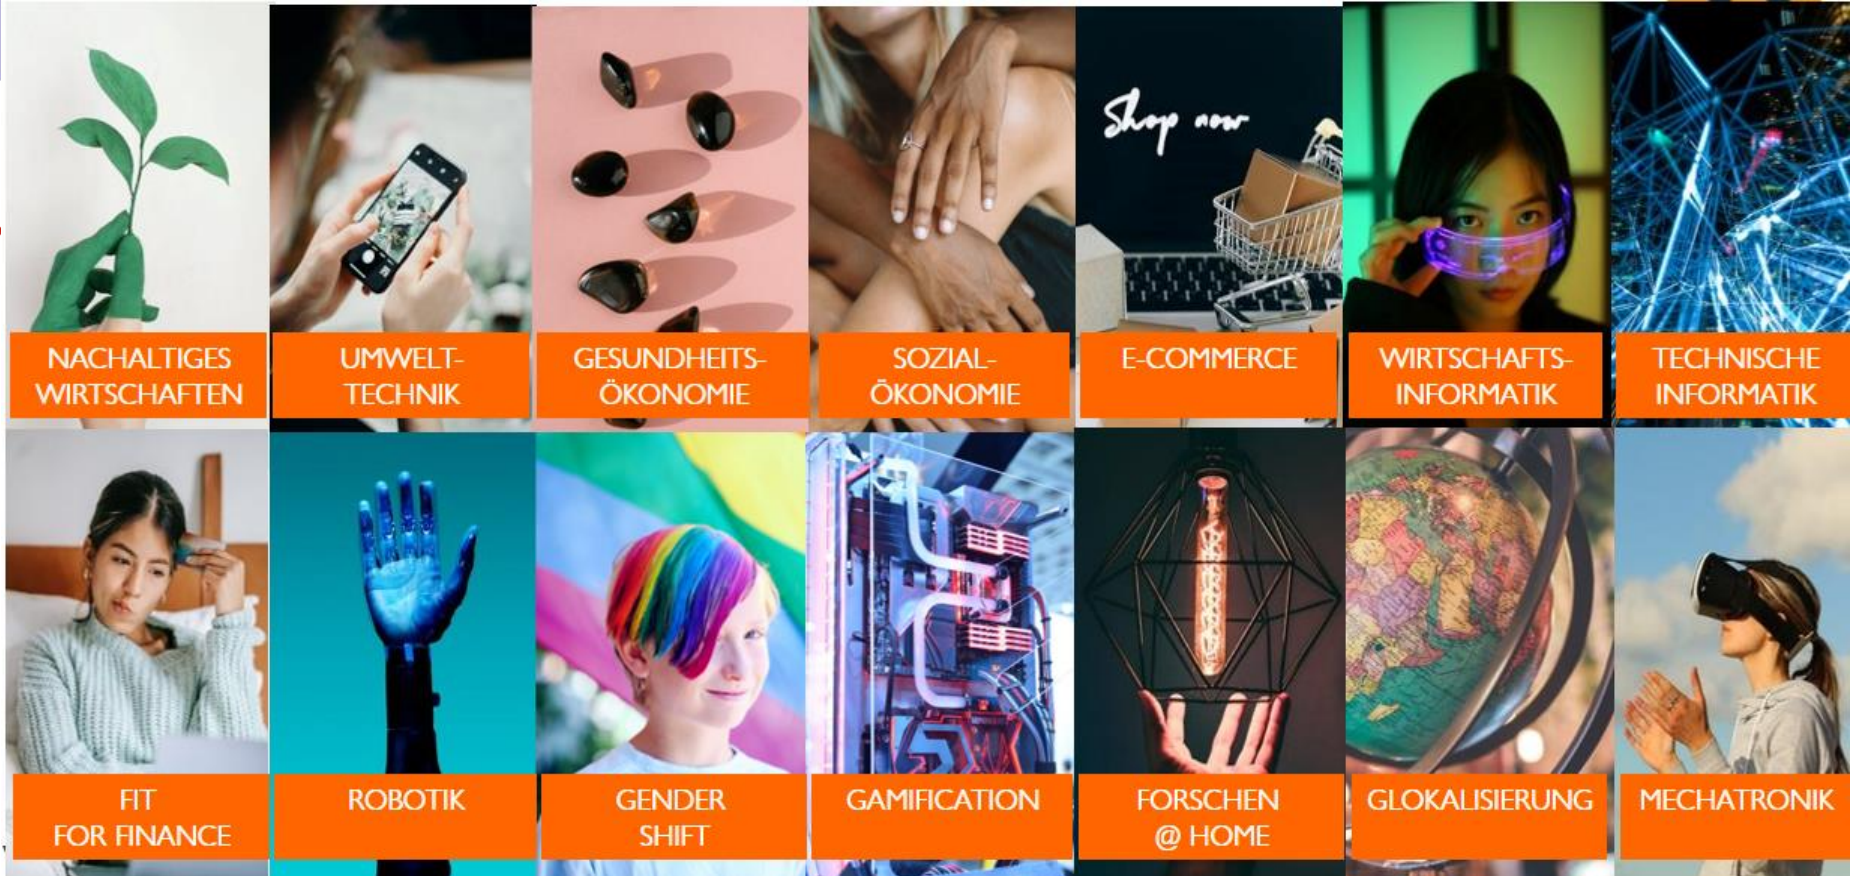 Shop now
NACHALTIGES
WIRTSCHAFTEN
UMWELT-
TECHNIK
GESUNDHEITS-
ÖKONOMIE
SOZIAL-
ÖKONOMIE
E-COMMERCE
WIRTSCHAFTS-
INFORMATIK
TECHNISCHE
INFORMATIK
FIT
FOR FINANCE
ROBOTIK
GENDER
SHIFT
GAMIFICATION
FORSCHEN
@ HOME
GLOKALISIERUNG
MECHATRONIK